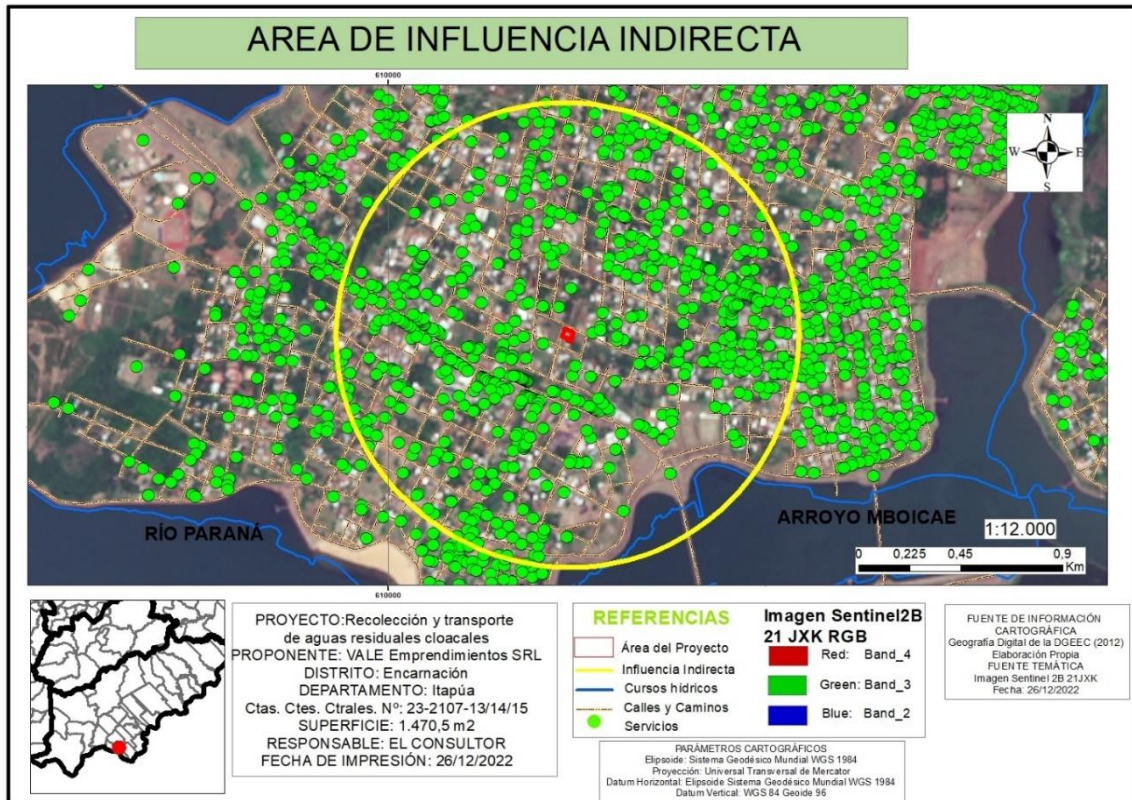 AREA DE INFLUENCIA INDIRECTA
610000
N
W E
S
RÍO PARANÁ
ARROYO MBOICAE
1:12.000
0 0,225 0,45 0,9
Km
610000
PROYECTO:Recolección y transporte
de aguas residuales cloacales
PROPONENTE: VALE Emprendimientos SRL
DISTRITO: Encarnación
DEPARTAMENTO: Itapúa
Ctas. Ctes. Ctrales. Nº: 23-2107-13/14/15
SUPERFICIE: 1.470,5 m2
RESPONSABLE: EL CONSULTOR
FECHA DE IMPRESIÓN: 26/12/2022
REFERENCIAS
Área del Proyecto
Influencia Indirecta
Cursos hídricos
Calles y Caminos
Servicios
Imagen Sentinel2B
21 JXK RGB
Red: Band_4
Green: Band_3
Blue: Band_2
FUENTE DE INFORMACIÓN
CARTOGRÁFICA
Geografía Digital de la DGEEC (2012)
Elaboración Propia
FUENTE TEMÁTICA
Imagen Sentinel 2B 21JXK
Fecha: 26/12/2022
PARÁMETROS CARTOGRÁFICOS
Elipsoide: Sistema Geodésico Mundial WGS 1984
Proyección: Universal Transversal de Mercator
Datum Horizontal: Elipsoide Sistema Geodésico Mundial WGS 1984
Datum Vertical: WGS 84 Geoide 96